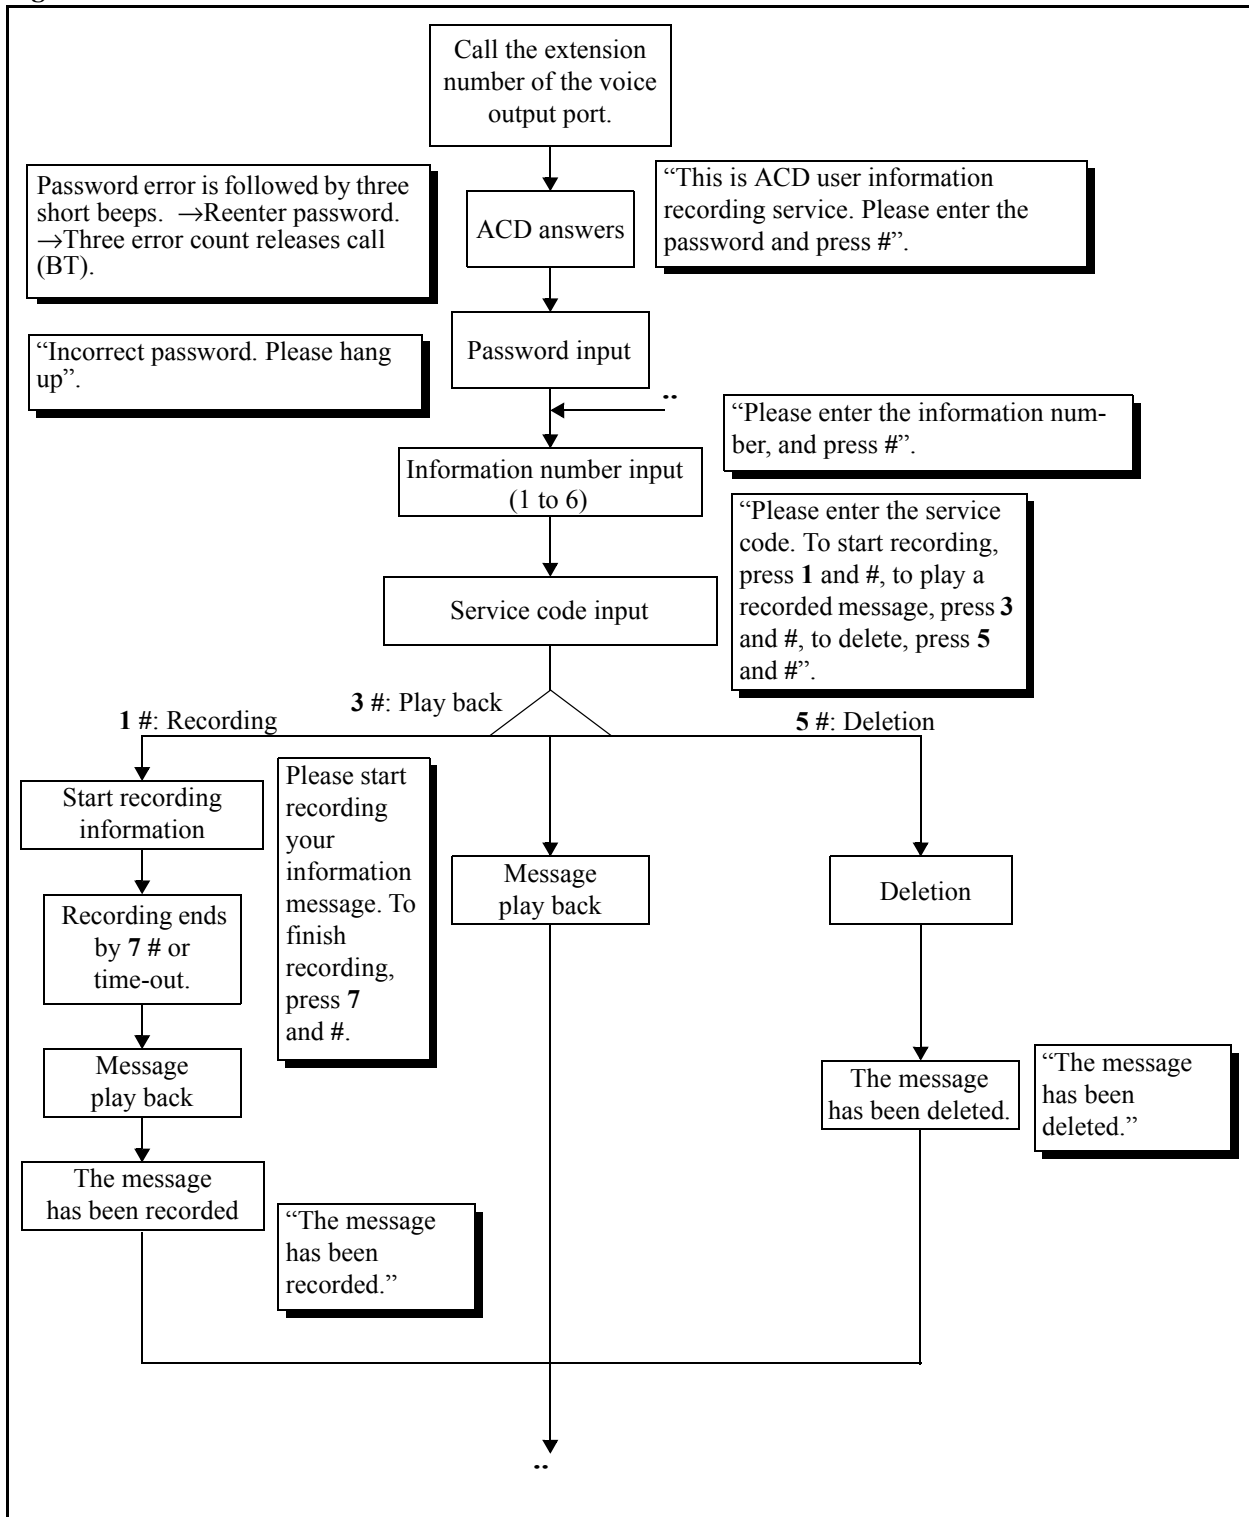 Call the extension
number of the voice
output port.
Password error is followed by three
short beeps. →Reenter password.
→Three error count releases call
(BT).
ACD answers
“This is ACD user information
recording service. Please enter the
password and press #”.
“Incorrect password. Please hang
up”.
Password input
..
“Please enter the information num-
ber, and press #”.
Information number input
(1 to 6)
“Please enter the service
code. To start recording,
press 1 and #, to play a
recorded message, press 3
and #, to delete, press 5
and #”.
Service code input
3 #: Play back
1 #: Recording
5 #: Deletion
Start recording
information
Please start
recording
your
information
message. To
finish
recording,
press 7
and #.
Message
play back
Deletion
Recording ends
by 7 # or
time-out.
Message
play back
The message
has been deleted.
“The message
has been
deleted.”
The message
has been recorded
“The message
has been
recorded.”
..